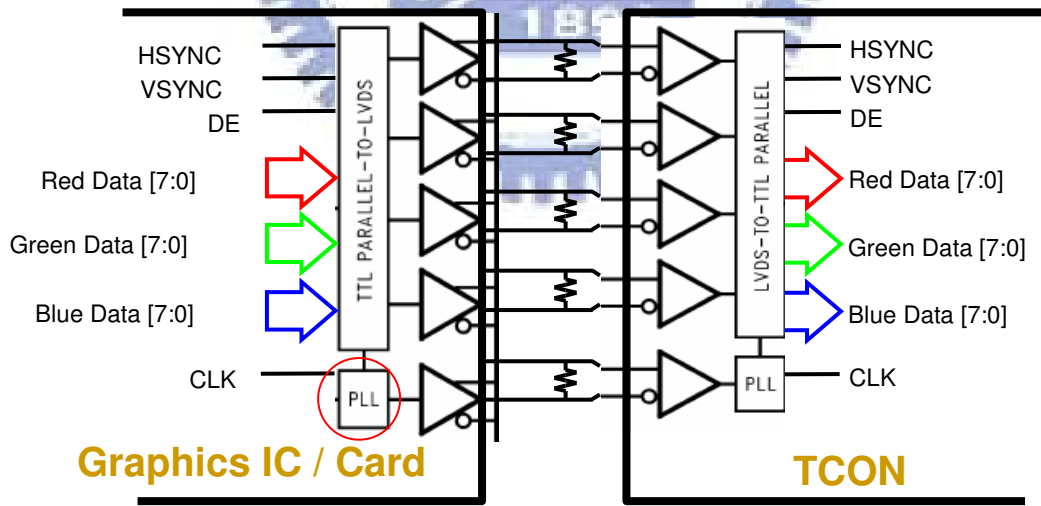 HSYNC
VSYNC
DE
Red Data [7:0]
Green Data [7:0]
Blue Data [7:0]
CLK
TTL PARALLEL-TO-LVDS
PLL
Graphics IC / Card
LVDS-TO-TTL PARALLEL
PLL
HSYNC
VSYNC
DE
Red Data [7:0]
Green Data [7:0]
Blue Data [7:0]
CLK
TCON